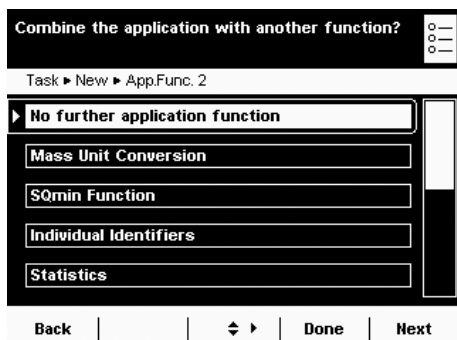 Combine the application with another function?
Task ▸ New ▸ App.Func. 2
No further application function
Mass Unit Conversion
SQmin Function
Individual Identifiers
Statistics
Back Done Next